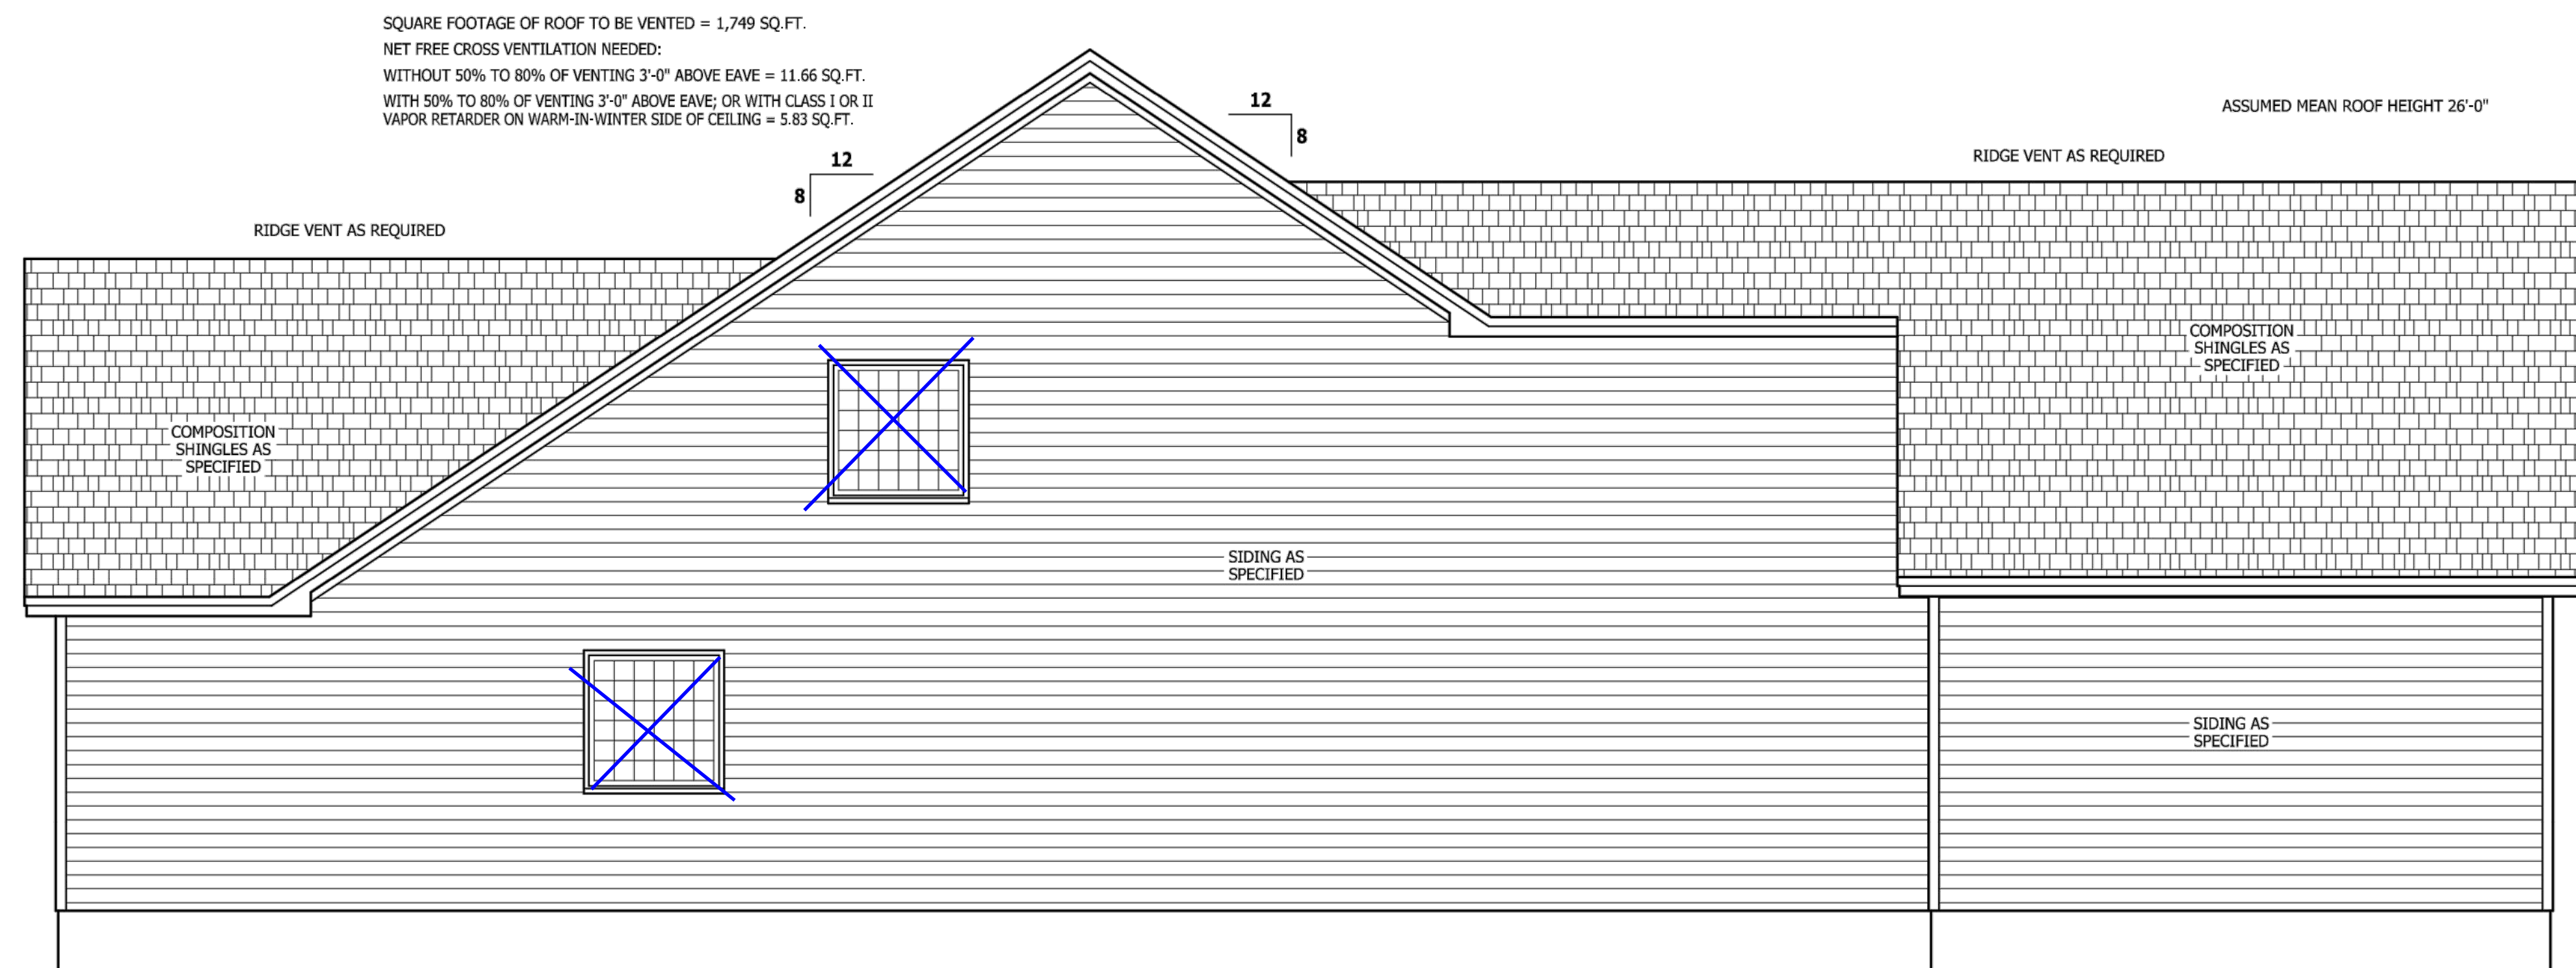 SQUARE FOOTAGE OF ROOF TO BE VENTED = 1,749 SQ.FT.
NET FREE CROSS VENTILATION NEEDED:
WITHOUT 50% TO 80% OF VENTING 3'-0" ABOVE EAVE = 11.66 SQ.FT.
WITH 50% TO 80% OF VENTING 3'-0" ABOVE EAVE; OR WITH CLASS I OR II
VAPOR RETARDER ON WARM-IN-WINTER SIDE OF CEILING = 5.83 SQ.FT.
12
8
12
8
ASSUMED MEAN ROOF HEIGHT 26'-0"
RIDGE VENT AS REQUIRED
RIDGE VENT AS REQUIRED
COMPOSITION
SHINGLES AS
SPECIFIED
COMPOSITION
SHINGLES AS
SPECIFIED
SIDING AS
SPECIFIED
SIDING AS
SPECIFIED